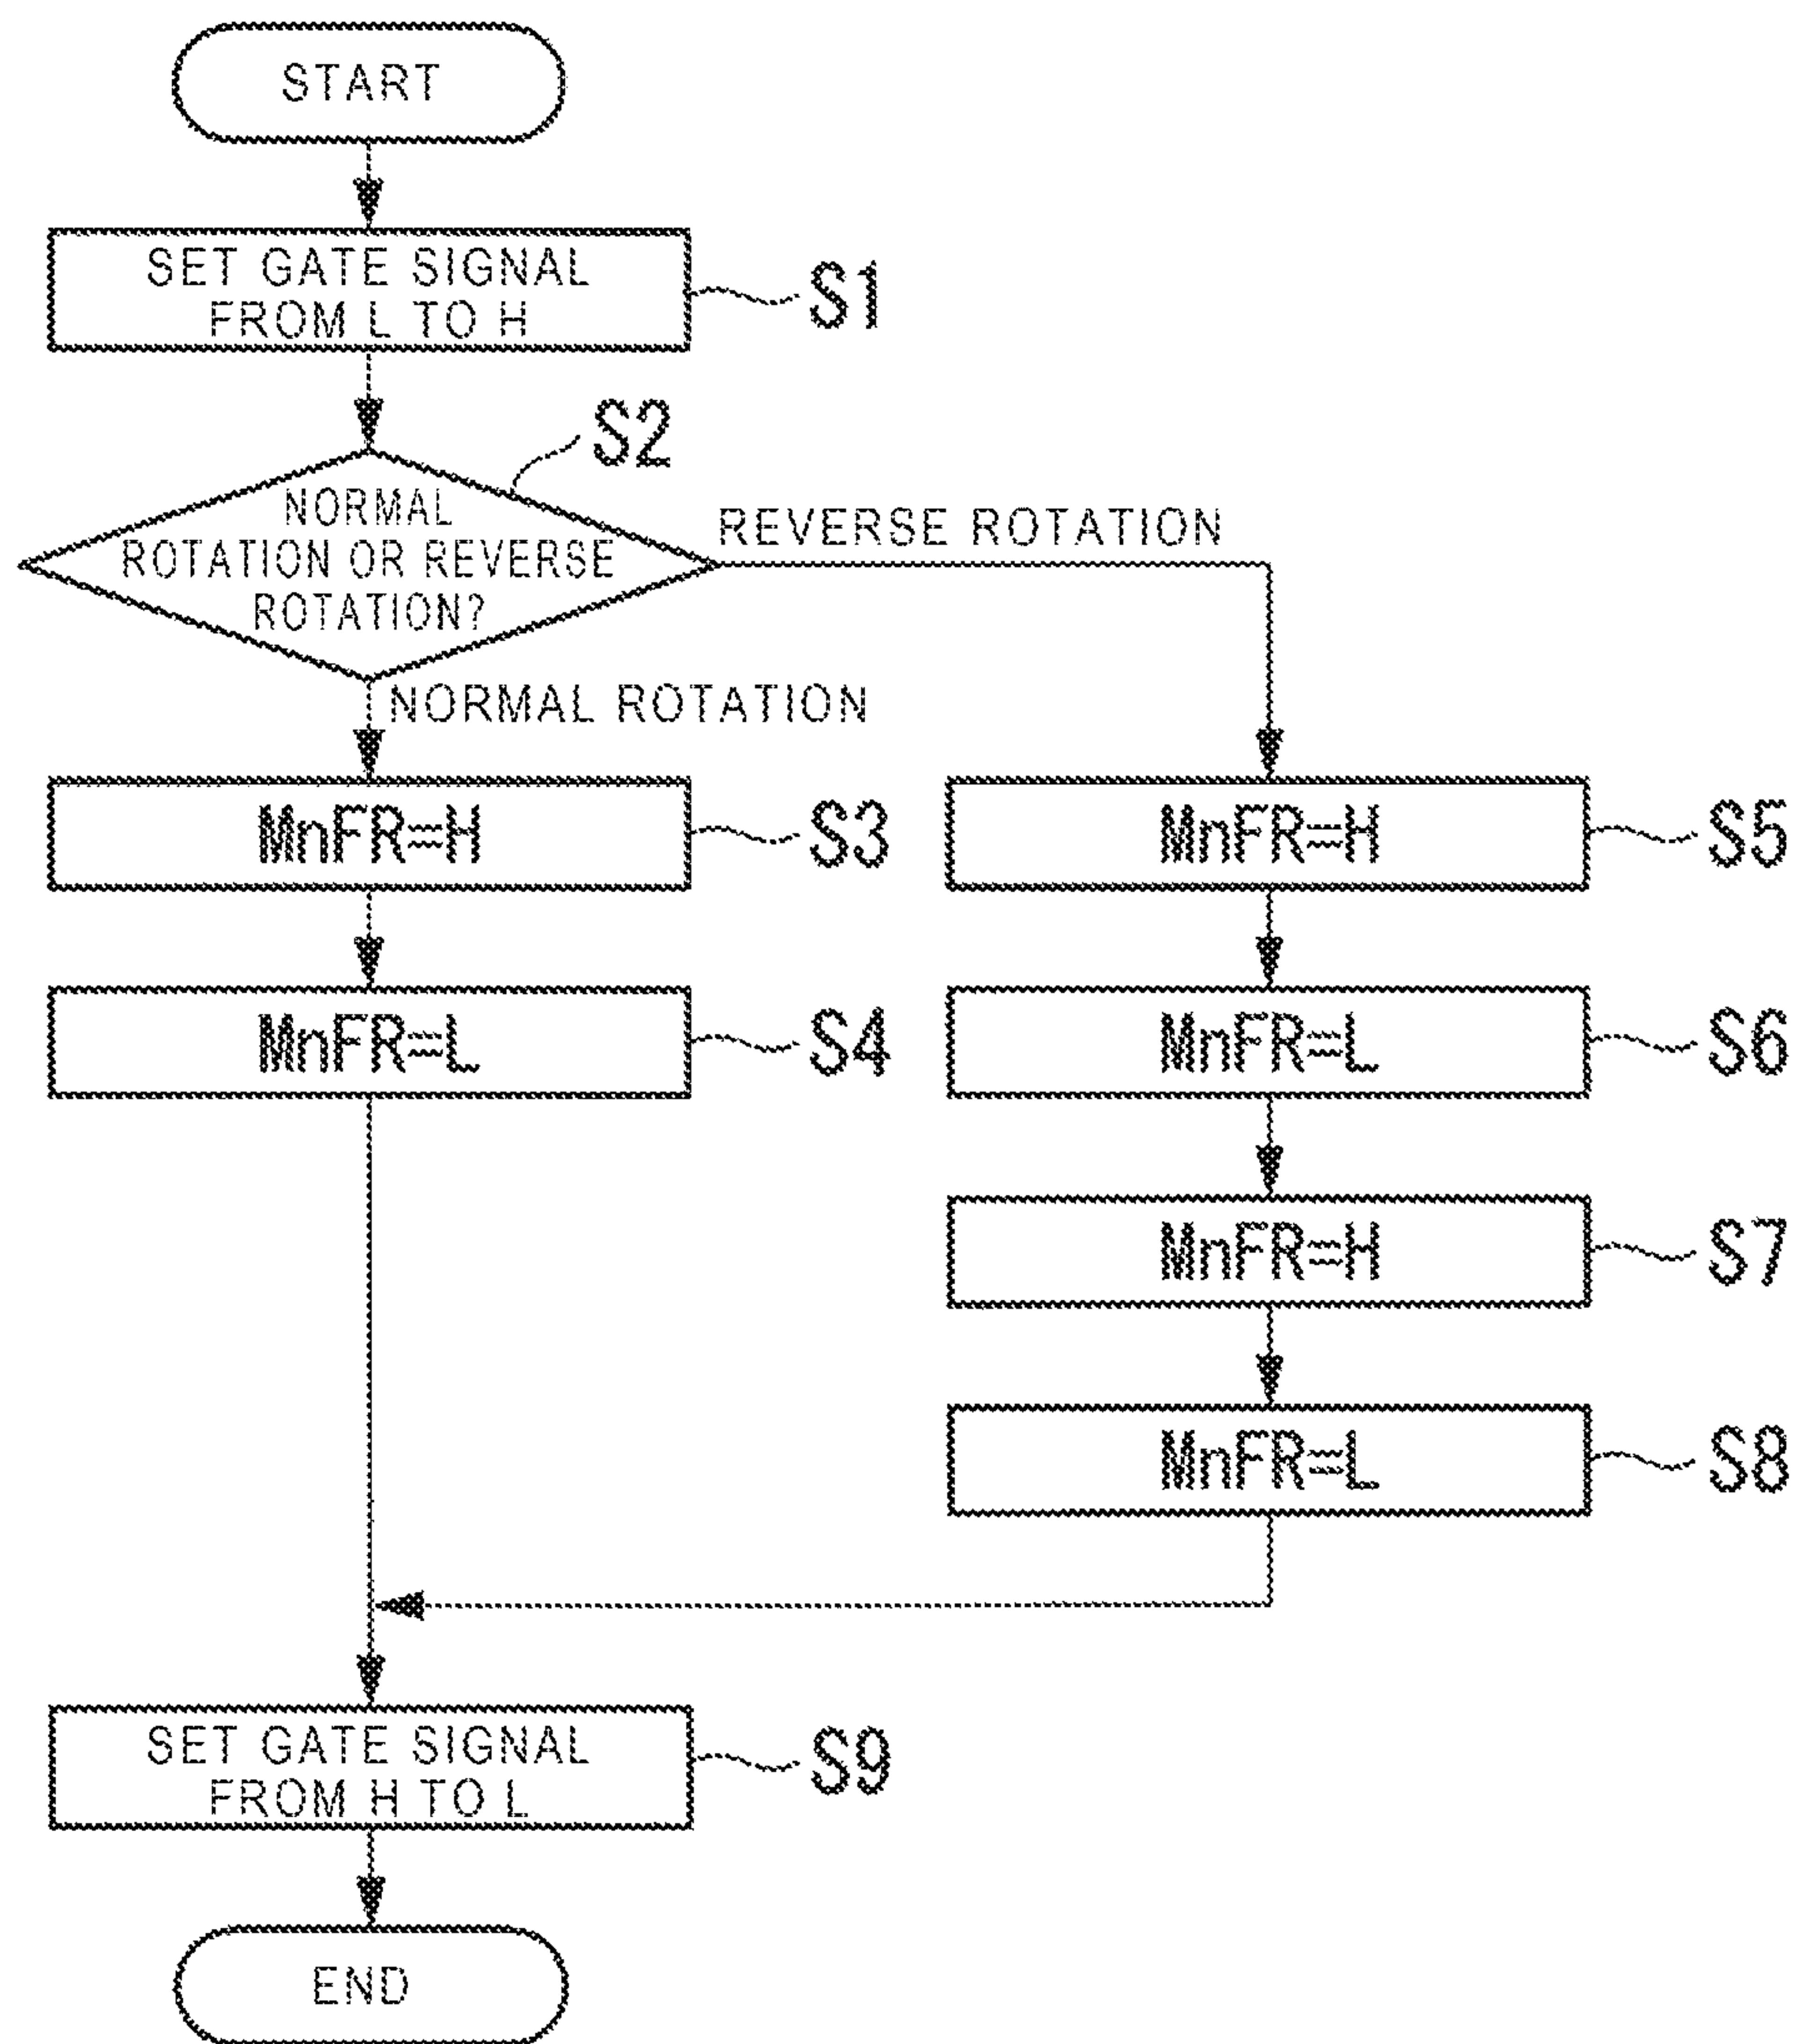 START
SET GATE SIGNAL
FROM L TO H
S1
S2
NORMAL
ROTATION OR REVERSE
ROTATION?
REVERSE ROTATION
NORMAL ROTATION
MnFR=H
S3
MnFR=H
S5
MnFR=L
S4
MnFR=L
S6
MnFR=H
S7
MnFR=L
S8
SET GATE SIGNAL
FROM H TO L
S9
END